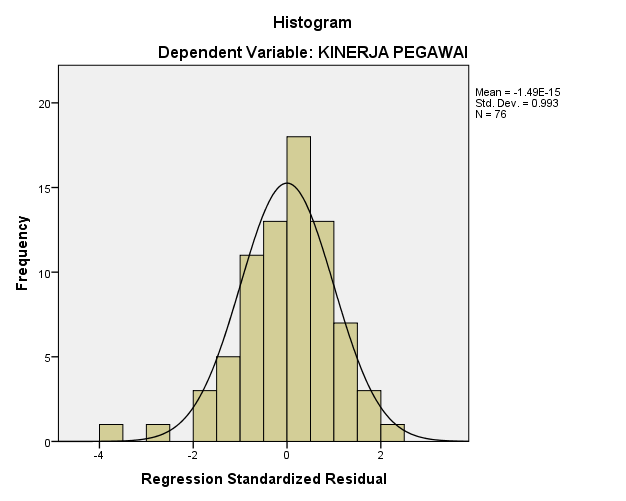 Histogram
Dependent Variable: KINERJA PEGAWAI
Mean = -1.49E-15
Std. Dev. = 0.993
N = 76
Frequency
20
15
10
5
0
-4 -2 0 2
Regression Standardized Residual